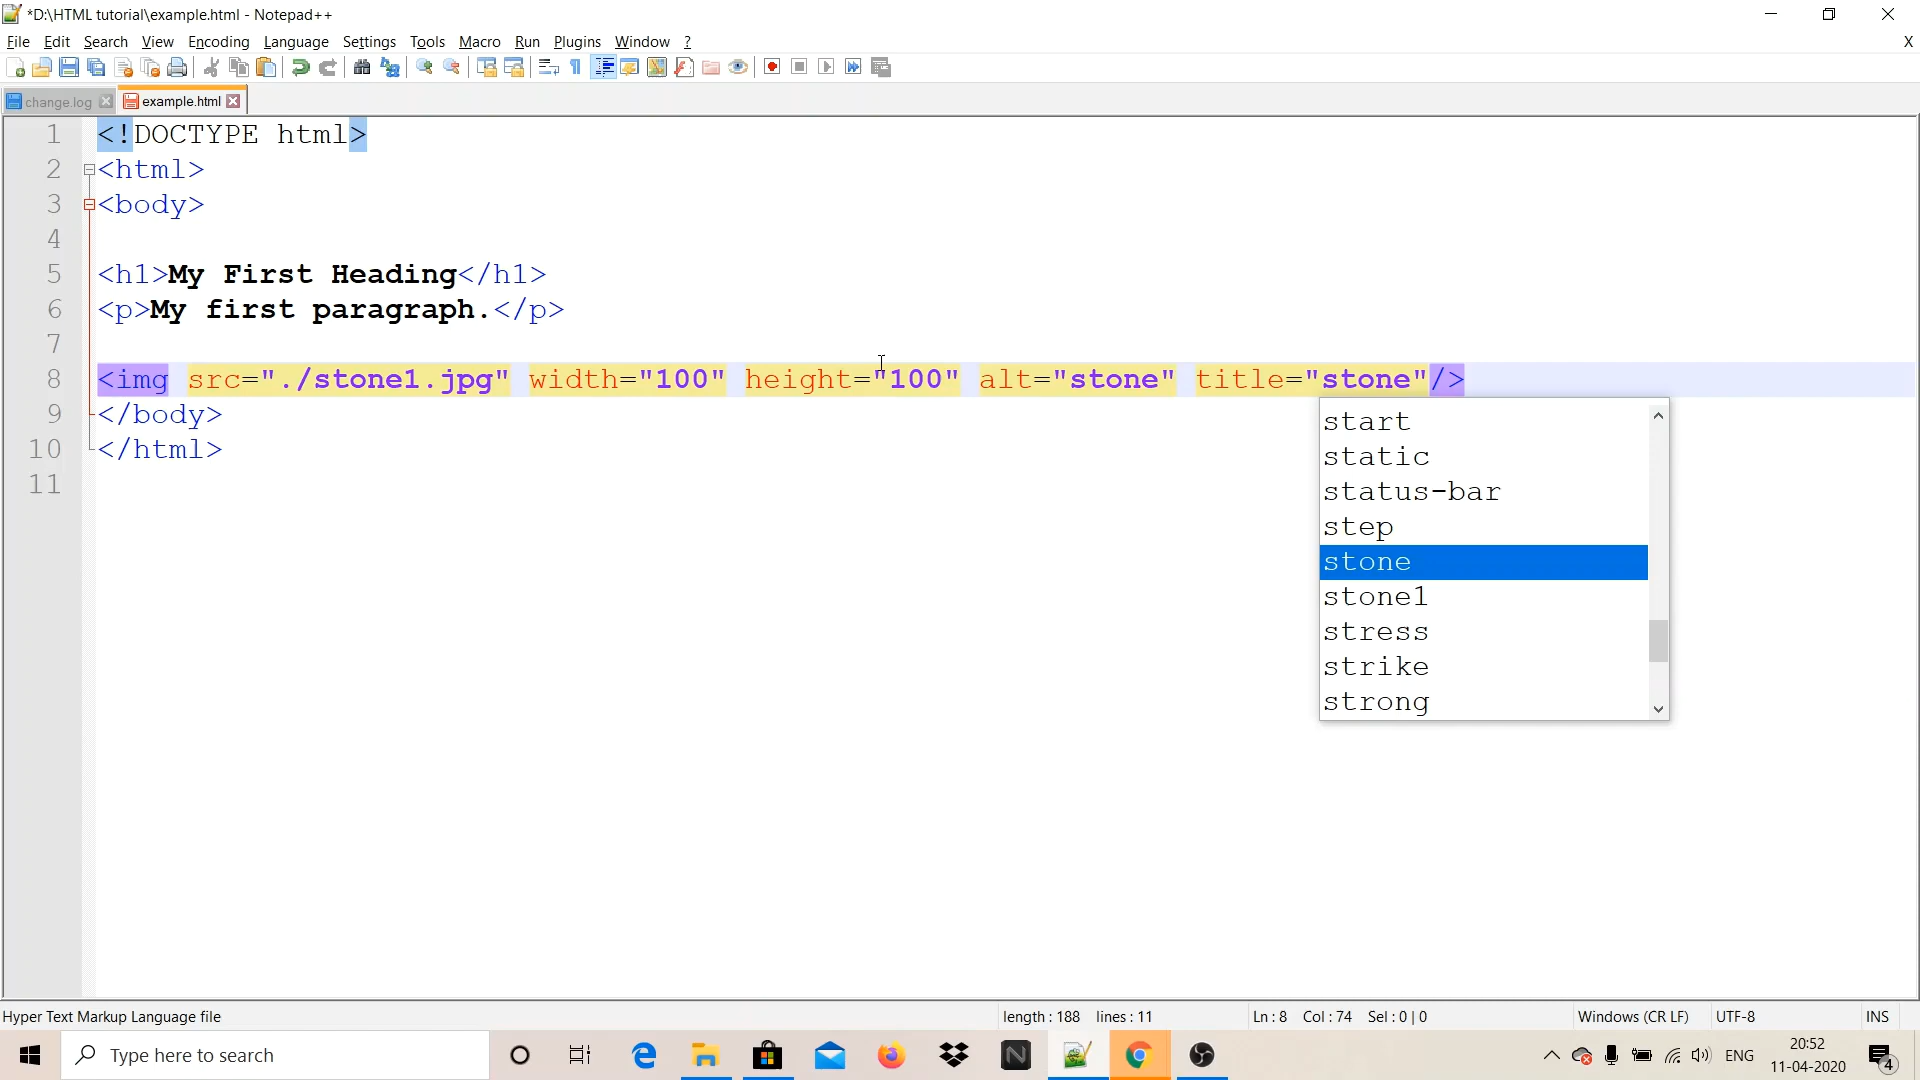 *D:\HTML tutorial\example.html - Notepad++
File Edit Search View Encoding Language Settings Tools Macro Run Plugins Window ? X
change.log example.html
1 <!DOCTYPE html>
2 <html>
3 <body>
4
5 <h1>My First Heading</h1>
6 <p>My first paragraph.</p>
7
8 <img src="./stone1.jpg" width="100" height="100" alt="stone" title="stone"/>
9 </body>
10 </html>
11
start
static
status-bar
step
stone
stone1
stress
strike
strong
Hyper Text Markup Language file length : 188 lines : 11 Ln : 8 Col : 74 Sel : 0 | 0 Windows (CR LF) UTF-8 INS
Type here to search ENG 20:52
11-04-2020 4